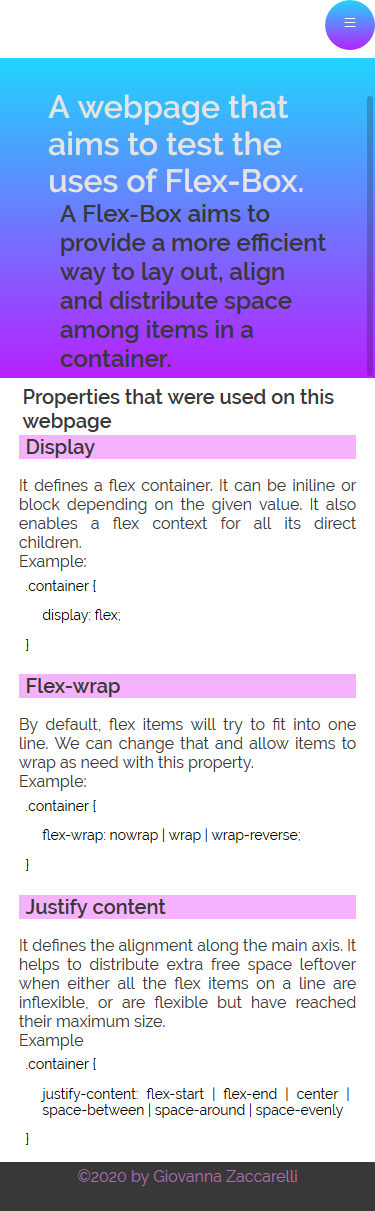 A webpage that
aims to test the
uses of Flex-Box.
A Flex-Box aims to
provide a more efficient
way to lay out, align
and distribute space
among items in a
container.
Properties that were used on this
webpage
Display
It defines a flex container. It can be iniline or
block depending on the given value. It also
enables a flex context for all its direct
children.
Example:
.container {
display: flex;
}
Flex-wrap
By default, flex items will try to fit into one
line. We can change that and allow items to
wrap as need with this property.
Example:
.container {
flex-wrap: nowrap | wrap | wrap-reverse;
}
Justify content
It defines the alignment along the main axis. It
helps to distribute extra free space leftover
when either all the flex items on a line are
inflexible, or are flexible but have reached
their maximum size.
Example
.container {
justify-content: flex-start | flex-end | center |
space-between | space-around | space-evenly
}
©2020 by Giovanna Zaccarelli